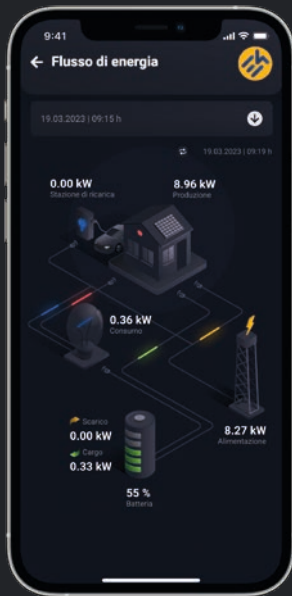 9:41
Flusso di energia
19.03.2023 | 09:15 h
19.03.2023 | 09:19 h
0.00 kW
Stazione di ricarica
8.96 kW
Produzione
0.36 kW
Consumo
Scarico
0.00 kW
Cargo
0.33 kW
8.27 kW
Alimentazione
55 %
Batteria